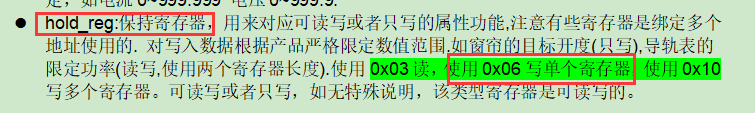 定，如电流 0~999.999  电压 0~999.9.
● hold_reg:保持寄存器，用来对应可读写或者只写的属性功能,注意有些寄存器是绑定多个
地址使用的. 对写入数据根据产品严格限定数值范围.如窗帘的目标开度(只写),导轨表的
限定功率(读写,使用两个寄存器长度).使用 0x03 读，使用 0x06 写单个寄存器  使用 0x10
写多个寄存器。可读写或者只写，如无特殊说明，该类型寄存器是可读写的。